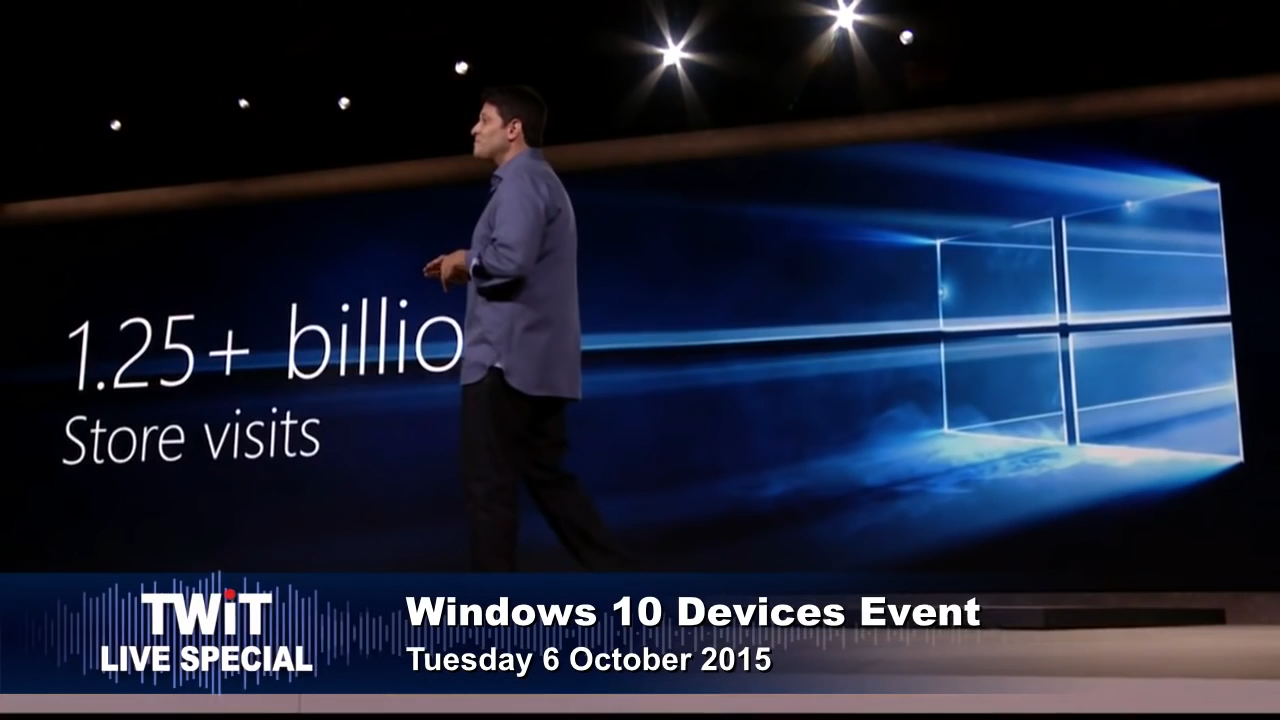 1.25+ billio
Store visits
TWiT
LIVE SPECIAL
Windows 10 Devices Event
Tuesday 6 October 2015